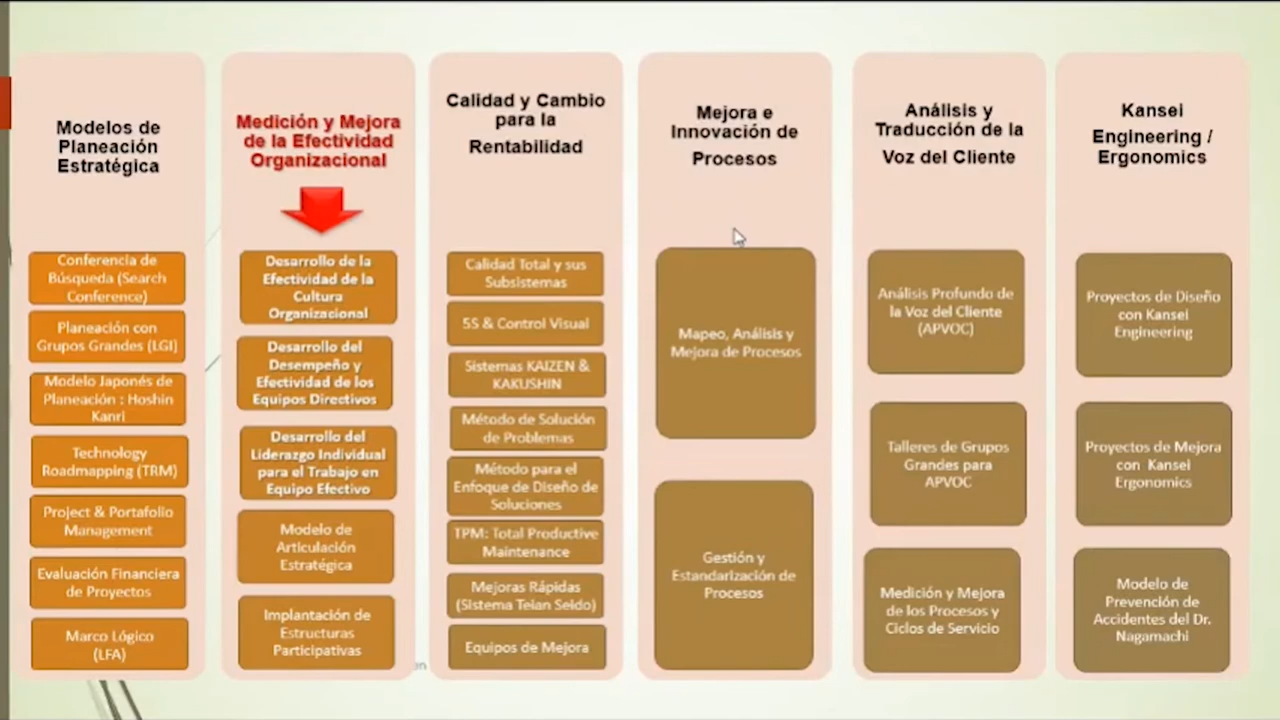 Modelos de
Planeación
Estratégica
Conferencia de
Búsqueda (Search
Conference)
Planeación con
Grupos Grandes (LGI)
Modelo Japonés de
Planeación : Hoshin
Kanri
Technology
Roadmapping (TRM)
Project & Portafolio
Management
Evaluación Financiera
de Proyectos
Marco Lógico
(LFA)
Medición y Mejora
de la Efectividad
Organizacional
Desarrollo de la
Efectividad de la
Cultura
Organizacional
Desarrollo del
Desempeño y
Efectividad de los
Equipos Directivos
Desarrollo del
Liderazgo Individual
para el Trabajo en
Equipo Efectivo
Modelo de
Articulación
Estratégica
Implantación de
Estructuras
Participativas
en
Calidad y Cambio
para la
Rentabilidad
Calidad Total y sus
Subsistemas
5S & Control Visual
Sistemas KAIZEN &
KAKUSHIN
Método de Solución
de Problemas
Método para el
Enfoque de Diseño de
Soluciones
TPM: Total Productive
Maintenance
Mejoras Rápidas
(Sistema Teian Seido)
Equipos de Mejora
Mejora e
Innovación de
Procesos
Mapeo, Análisis y
Mejora de Procesos
Gestión y
Estandarización de
Procesos
Análisis y
Traducción de la
Voz del Cliente
Análisis Profundo de
la Voz del Cliente
(APVOC)
Talleres de Grupos
Grandes para
APVOC
Medición y Mejora
de los Procesos y
Ciclos de Servicio
Kansei
Engineering /
Ergonomics
Proyectos de Diseño
con Kansei
Engineering
Proyectos de Mejora
con Kansei
Ergonomics
Modelo de
Prevención de
Accidentes del Dr.
Nagamachi